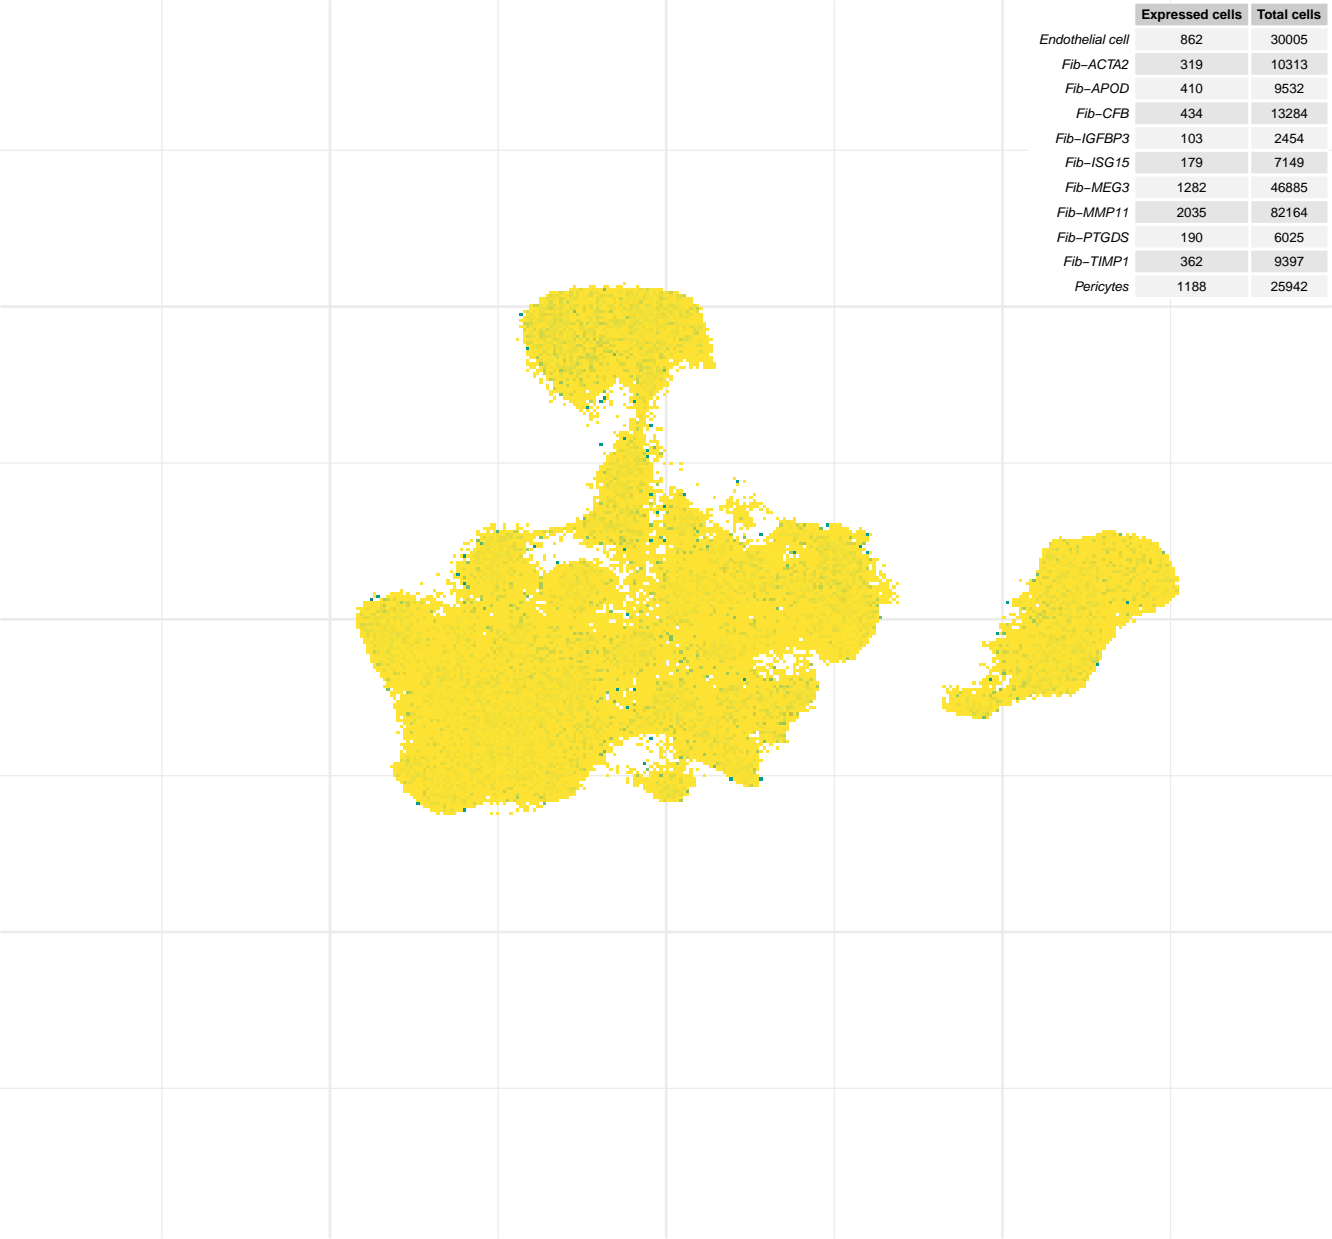 Expressed cells Total cells
Endothelial cell 862 30005
Fib−ACTA2 319 10313
Fib−APOD 410 9532
Fib−CFB 434 13284
Fib−IGFBP3 103 2454
Fib−ISG15 179 7149
Fib−MEG3 1282 46885
Fib−MMP11 2035 82164
Fib−PTGDS 190 6025
Fib−TIMP1 362 9397
Pericytes 1188 25942